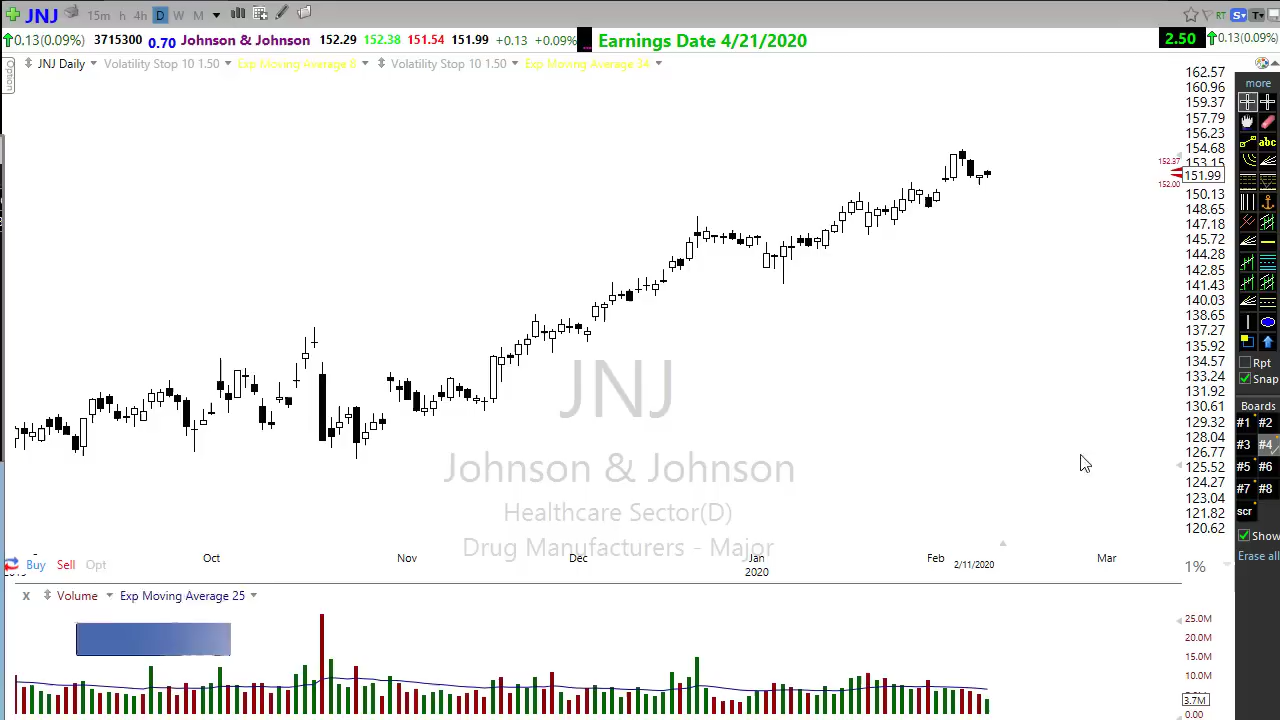 JNJ 15m h 4h D W M RT S T
0.13(0.09%) 3715300 0.70 Johnson & Johnson 152.29 152.38 151.54 151.99 +0.13 +0.09% Earnings Date 4/21/2020 2.50 0.13(0.09%)
JNJ Daily Volatility Stop 10 1.50 Exp Moving Average 8 Volatility Stop 10 1.50 Exp Moving Average 34
Option
162.57
160.96
159.37
157.79
156.23
154.68
153.15
152.37
151.99
152.00
150.13
148.65
147.18
145.72
144.28
142.85
141.43
140.03
138.65
137.27
135.92
134.57
133.24
131.92
130.61
129.32
128.04
126.77
125.52
124.27
123.04
121.82
120.62
more
abc
Rpt
Snap
Boards
#1 #2
#3 #4
#5 #6
#7 #8
scr
Show
Erase all
JNJ
Johnson & Johnson
Healthcare Sector(D)
Drug Manufacturers - Major
Oct Nov Dec Jan Feb Mar
2020 2/11/2020
Buy Sell Opt 1%
x Volume Exp Moving Average 25
25.0M
20.0M
15.0M
10.0M
3.7M
0.00